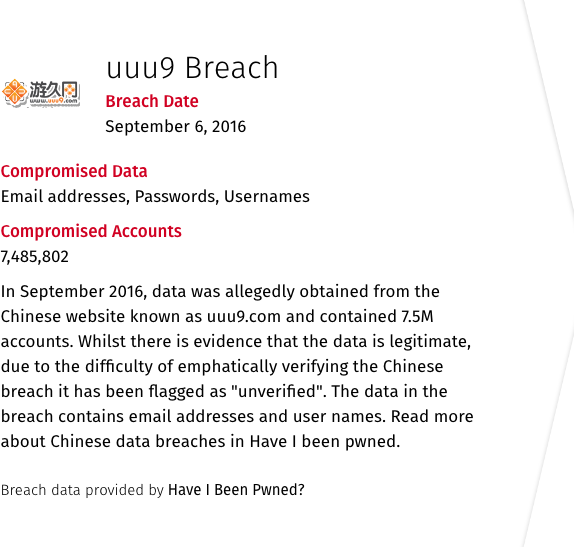 uuu9 Breach
游久网
www.uuu9.com
Breach Date
September 6, 2016
Compromised Data
Email addresses, Passwords, Usernames
Compromised Accounts
7,485,802
In September 2016, data was allegedly obtained from the
Chinese website known as uuu9.com and contained 7.5M
accounts. Whilst there is evidence that the data is legitimate,
due to the difficulty of emphatically verifying the Chinese
breach it has been flagged as "unverified". The data in the
breach contains email addresses and user names. Read more
about Chinese data breaches in Have I been pwned.
Breach data provided by Have I Been Pwned?